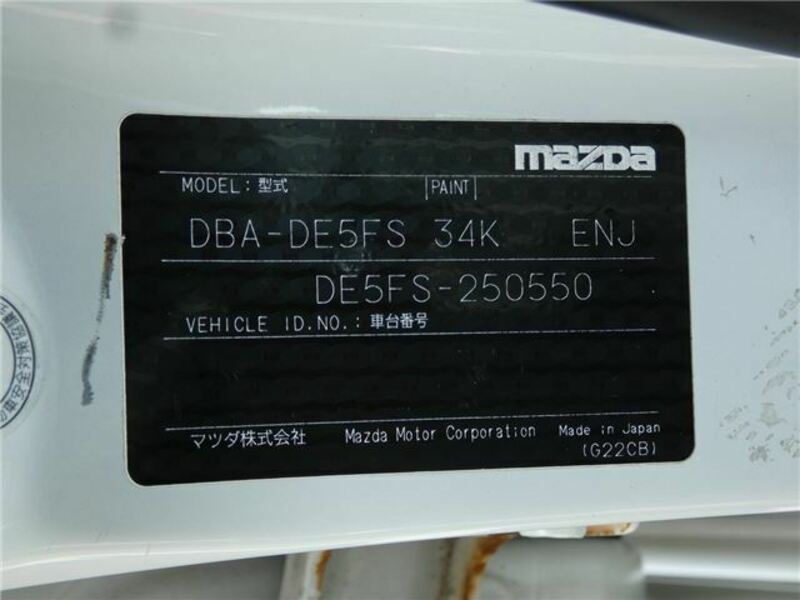 mazda
MODEL : 型式 PAINT
DBA-DE5FS 34K ENJ
DE5FS-250550
VEHICLE ID.NO. : 車台番号
マツダ株式会社 Mazda Motor Corporation Made in Japan
(G22CB)